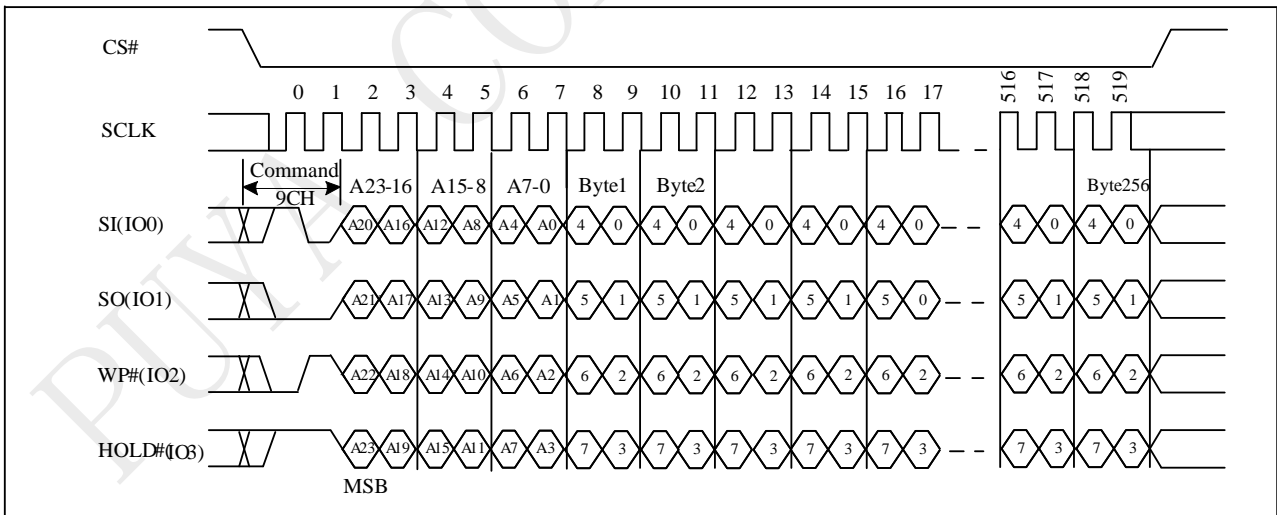 CS#
0 1 2 3 4 5 6 7 8 9 10 11 12 13 14 15 16 17 516 517 518 519
SCLK
Command
9CH
A23-16 A15-8 A7-0 Byte1 Byte2 Byte256
SI(IO0) A20 A16 A12 A8 A4 A0 4 0 4 0 4 0 4 0 4 0 4 0 4 0
SO(IO1) A21 A17 A13 A9 A5 A1 5 1 5 1 5 1 5 1 5 0 5 1 5 1
WP#(IO2) A22 A18 A14 A10 A6 A2 6 2 6 2 6 2 6 2 6 2 6 2 6 2
HOLD#(IO3) A23 A19 A15 A11 A7 A3 7 3 7 3 7 3 7 3 7 3 7 3 7 3
MSB